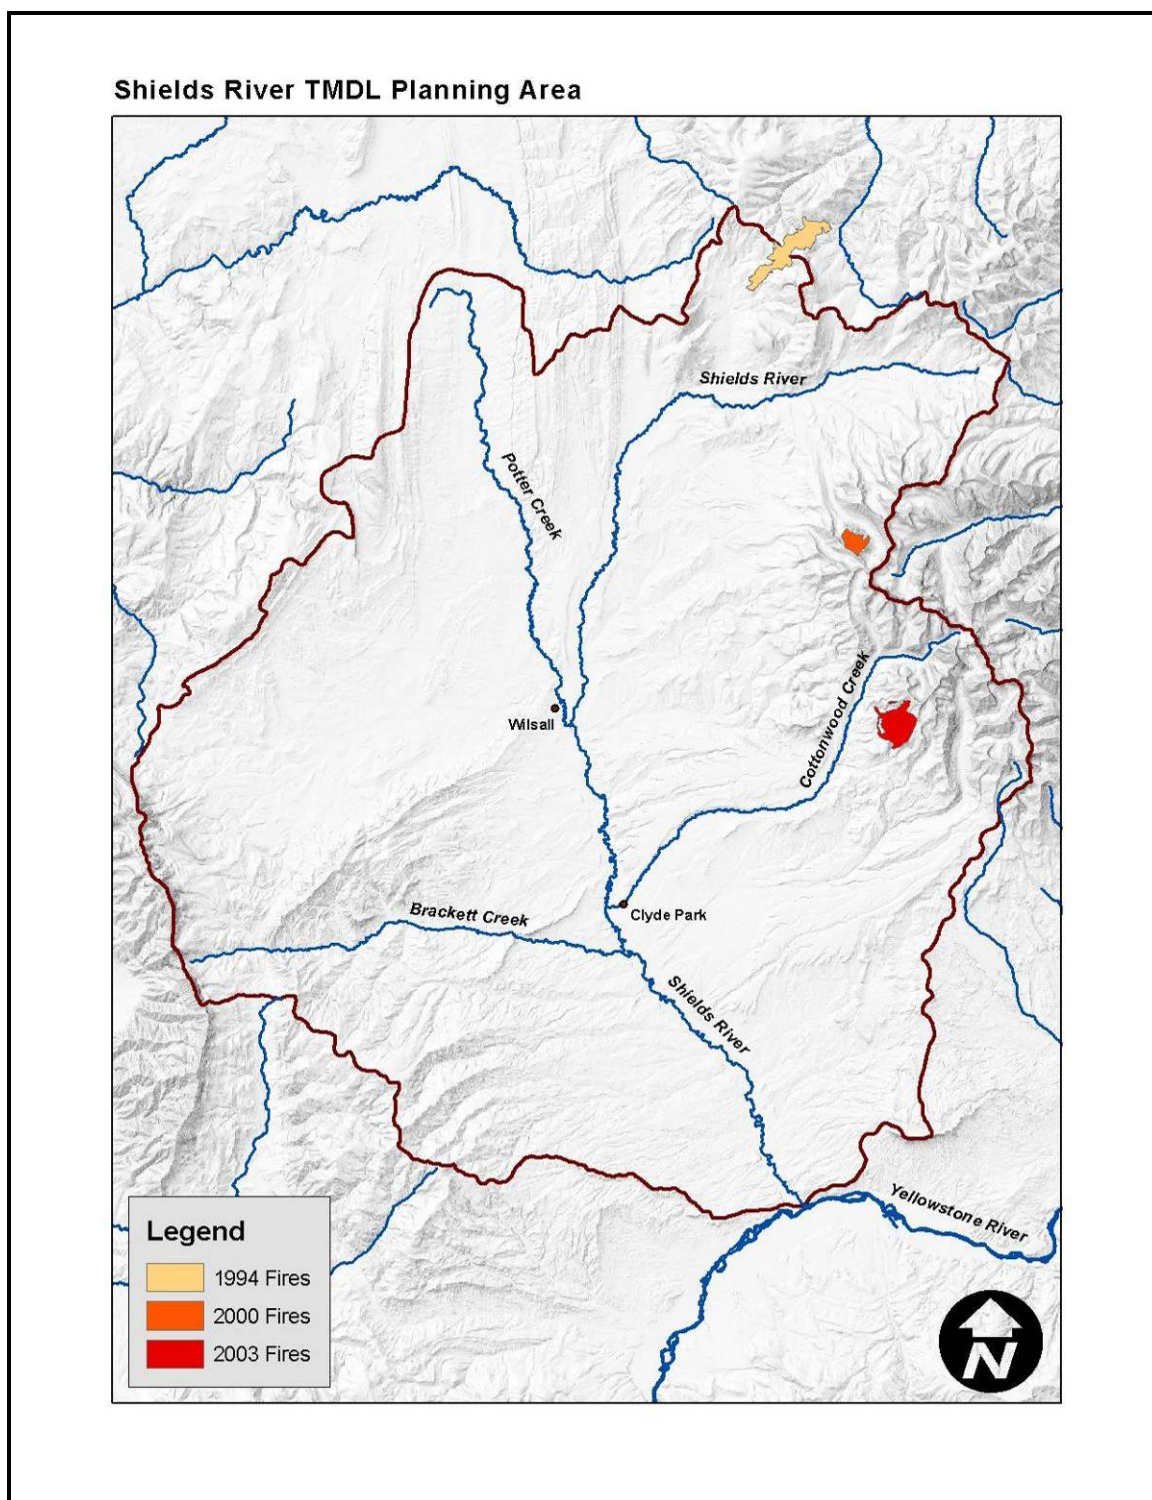 Shields River TMDL Planning Area
Shields River
Potter Creek
Cottonwood Creek
Wilsall
Clyde Park
Brackett Creek
Shields River
Yellowstone River
Legend
1994 Fires
2000 Fires
2003 Fires
N